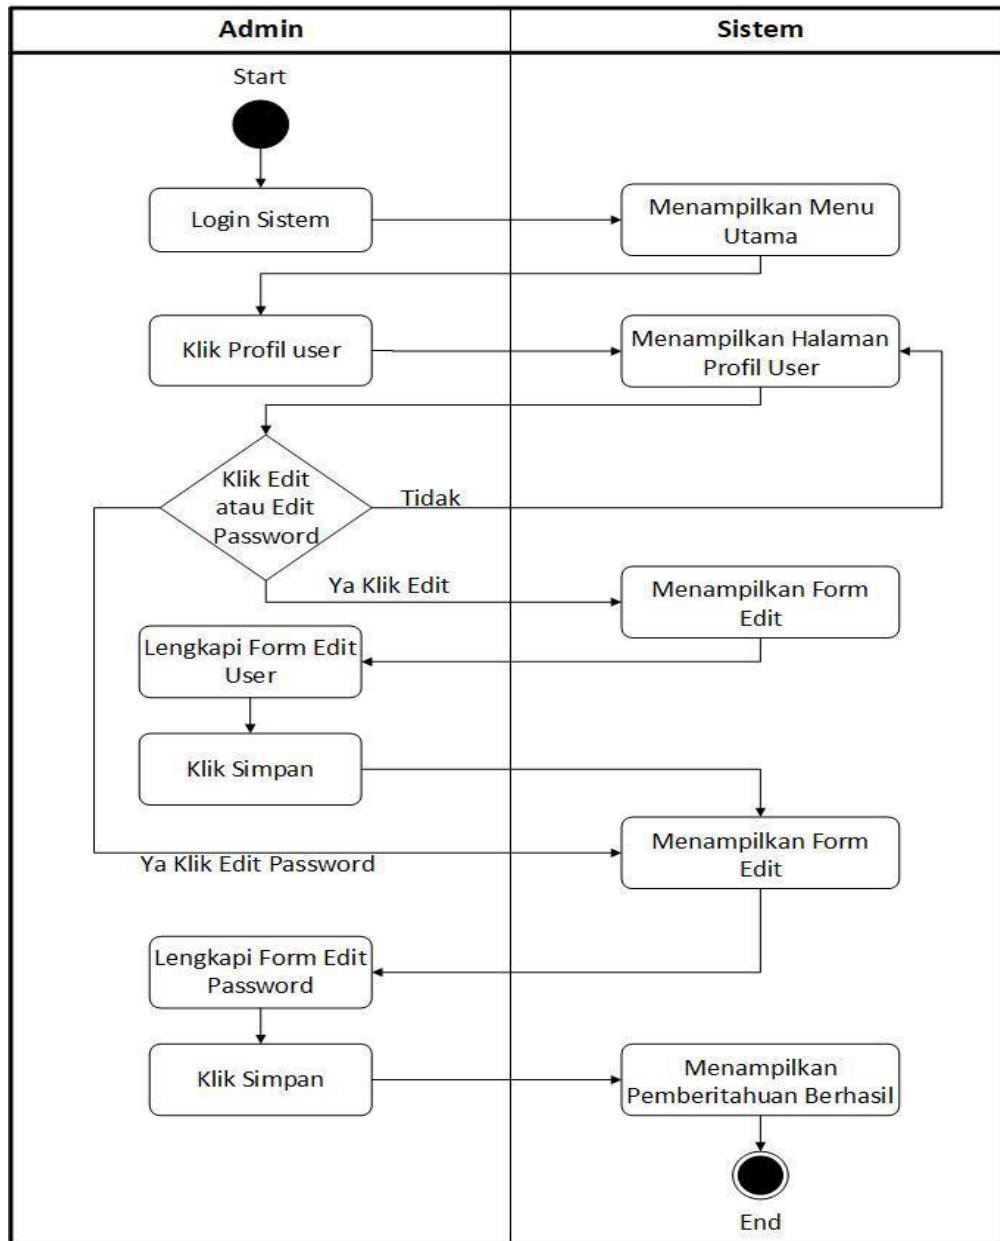 Admin
Sistem
Start
Login Sistem
Menampilkan Menu
Utama
Klik Profil user
Menampilkan Halaman
Profil User
Klik Edit
atau Edit
Password
Tidak
Ya Klik Edit
Menampilkan Form
Edit
Lengkapi Form Edit
User
Klik Simpan
Menampilkan Form
Edit
Ya Klik Edit Password
Lengkapi Form Edit
Password
Klik Simpan
Menampilkan
Pemberitahuan Berhasil
End